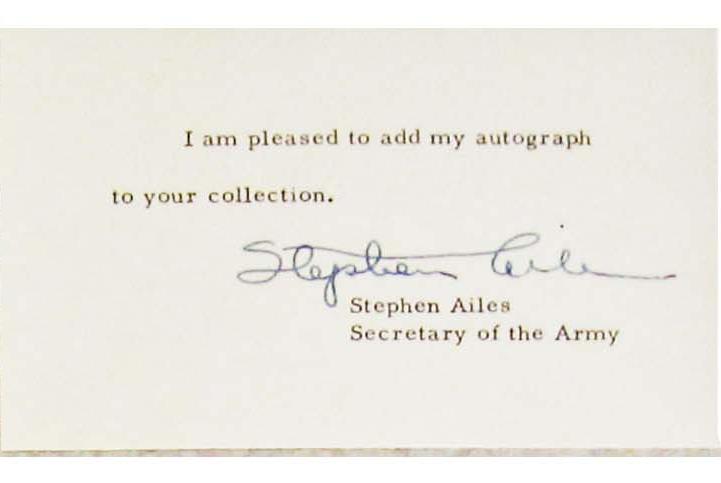 I am pleased to add my autograph
to your collection.
Stephen Ailes
Stephen Ailes
Secretary of the Army